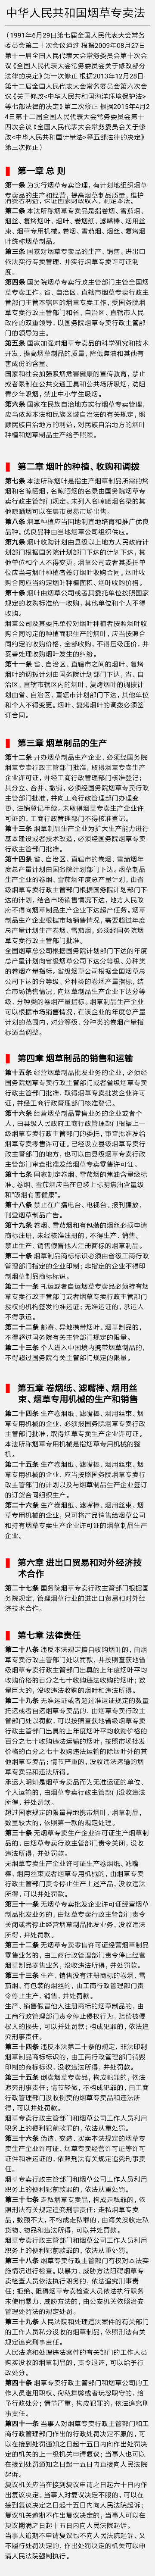 中华人民共和国烟草专卖法
（1991年6月29日第七届全国人民代表大会常务
委员会第二十次会议通过 根据2009年08月27日
第十一届全国人民代表大会常务委员会第十次会
议《全国人民代表大会常务委员会关于修改部分
法律的决定》第一次修正 根据2013年12月28日
第十二届全国人民代表大会常务委员会第六次会
议《关于修改<中华人民共和国海洋环境保护法>
等七部法律的决定》第二次修正 根据2015年4月2
4日第十二届全国人民代表大会常务委员会第十
四次会议《全国人民代表大会常务委员会关于修
改<中华人民共和国计量法>等五部法律的决定》
第三次修正）
第一章 总 则
第一条 为实行烟草专卖管理，有计划地组织烟草
专卖品的生产和经营，提高烟草制品质量，维护
消费者利益，保证国家财政收入，制定本法。
第二条 本法所称烟草专卖品是指卷烟、雪茄烟、
烟丝、复烤烟叶、烟叶、卷烟纸、滤嘴棒、烟用丝
束、烟草专用机械。卷烟、雪茄烟、烟丝、复烤烟
叶统称烟草制品。
第三条 国家对烟草专卖品的生产、销售、进出口
依法实行专卖管理，并实行烟草专卖许可证制
度。
第四条 国务院烟草专卖行政主管部门主管全国烟
草专卖工作。省、自治区、直辖市烟草专卖行政主
管部门主管本辖区的烟草专卖工作，受国务院烟
草专卖行政主管部门和省、自治区、直辖市人民
政府的双重领导，以国务院烟草专卖行政主管部
门的领导为主。
第五条 国家加强对烟草专卖品的科学研究和技术
开发，提高烟草制品的质量，降低焦油和其他有
害成份的含量。
国家和社会加强吸烟危害健康的宣传教育，禁止
或者限制在公共交通工具和公共场所吸烟，劝阻
青少年吸烟，禁止中小学生吸烟。
第六条 国家在民族自治地方实行烟草专卖管理，
应当依照本法和民族区域自治法的有关规定，照
顾民族自治地方的利益，对民族自治地方的烟叶
种植和烟草制品生产给予照顾。
第二章 烟叶的种植、收购和调拨
第七条 本法所称烟叶是指生产烟草制品所需的烤
烟和名晾晒烟，名晾晒烟的名录由国务院烟草专
卖行政主管部门规定。未列入名晾晒烟名录的其
他晾晒烟可以在集市贸易市场出售。
第八条 烟草种植应当因地制宜地培育和推广优良
品种，优良品种由当地烟草公司组织供应。
第九条 烟叶收购计划由县级以上地方人民政府计
划部门根据国务院计划部门下达的计划下达，其
他单位和个人不得变更。烟草公司或者其委托单
位应当与烟叶种植者签订烟叶收购合同。烟叶收
购合同应当约定烟叶种植面积、烟叶收购价格。
第十条 烟叶由烟草公司或者其委托单位按照国家
规定的收购标准统一收购，其他单位和个人不得
收购。
烟草公司及其委托单位对烟叶种植者按照烟叶收
购合同约定的种植面积生产的烟叶，应当按照合
同约定的收购价格，全部收购，不得压级压价，并
妥善处理收购烟叶发生的纠纷。
第十一条 省、自治区、直辖市之间的烟叶、复烤
烟叶的调拨计划由国务院计划部门下达，省、自
治区、直辖市辖区内的烟叶、复烤烟叶的调拨计
划由省、自治区、直辖市计划部门下达，其他单位
和个人不得变更。烟叶、复烤烟叶的调拨必须签
订合同。
第三章 烟草制品的生产
第十二条 开办烟草制品生产企业，必须经国务院
烟草专卖行政主管部门批准，取得烟草专卖生产
企业许可证，并经工商行政管理部门核准登记；
其分立、合并、撤销，必须经国务院烟草专卖行政
主管部门批准，并向工商行政管理部门办理变
更、注销登记手续。未取得烟草专卖生产企业许
可证的，工商行政管理部门不得核准登记。
第十三条 烟草制品生产企业为扩大生产能力进行
基本建设或者技术改造，必须经国务院烟草专卖
行政主管部门批准。
第十四条 省、自治区、直辖市的卷烟、雪茄烟年
度总产量计划由国务院计划部门下达。烟草制品
生产企业的卷烟、雪茄烟年度总产量计划，由省
级烟草专卖行政主管部门根据国务院计划部门下
达的计划，结合市场销售情况下达，地方人民政
府不得向烟草制品生产企业下达超产任务。烟草
制品生产企业根据市场销售情况，需要超过年度
总产量计划生产卷烟、雪茄烟，必须经国务院烟
草专卖行政主管部门批准。
全国烟草总公司根据国务院计划部门下达的年度
总产量计划向省级烟草公司下达分等级、分种类
的卷烟产量指标。省级烟草公司根据全国烟草总
公司下达的分等级、分种类的卷烟产量指标，结
合市场销售情况，向烟草制品生产企业下达分等
级、分种类的卷烟产量指标。烟草制品生产企业
可以根据市场销售情况，在该企业的年度总产量
计划的范围内，对分等级、分种类的卷烟产量指
标适当调整。
第四章 烟草制品的销售和运输
第十五条 经营烟草制品批发业务的企业，必须经
国务院烟草专卖行政主管部门或者省级烟草专卖
行政主管部门批准，取得烟草专卖批发企业许可
证，并经工商行政管理部门核准登记。
第十六条 经营烟草制品零售业务的企业或者个
人，由县级人民政府工商行政管理部门根据上一
级烟草专卖行政主管部门的委托，审查批准发给
烟草专卖零售许可证。已经设立县级烟草专卖行
政主管部门的地方，也可以由县级烟草专卖行政
主管部门审查批准发给烟草专卖零售许可证。
第十七条 国家制定卷烟、雪茄烟的焦油含量级标
准。卷烟、雪茄烟应当在包装上标明焦油含量级
和“吸烟有害健康”。
第十八条 禁止在广播电台、电视台、报刊播放、
刊登烟草制品广告。
第十九条 卷烟、雪茄烟和有包装的烟丝必须申请
商标注册，未经核准注册的，不得生产、销售。
禁止生产、销售假冒他人注册商标的烟草制品。
第二十条 烟草制品商标标识必须由省级工商行政
管理部门指定的企业印制；非指定的企业不得印
制烟草制品商标标识。
第二十一条 托运或者自运烟草专卖品必须持有烟
草专卖行政主管部门或者烟草专卖行政主管部门
授权的机构签发的准运证；无准运证的，承运人
不得承运。
第二十二条 邮寄、异地携带烟叶、烟草制品的，
不得超过国务院有关主管部门规定的限量。
第二十三条 个人进入中国境内携带烟草制品的，
不得超过国务院有关主管部门规定的限量。
第五章 卷烟纸、滤嘴棒、烟用丝
束、烟草专用机械的生产和销售
第二十四条 生产卷烟纸、滤嘴棒、烟用丝束、烟
草专用机械的企业，必须报国务院烟草专卖行政
主管部门批准，取得烟草专卖生产企业许可证。
本法所称烟草专用机械是指烟草专用机械的整
机。
第二十五条 生产卷烟纸、滤嘴棒、烟用丝束、烟
草专用机械的企业，应当按照国务院烟草专卖行
政主管部门的计划以及与烟草制品生产企业签订
的订货合同组织生产。
第二十六条 生产卷烟纸、滤嘴棒、烟用丝束、烟
草专用机械的企业，只可将产品销售给烟草公司
和持有烟草专卖生产企业许可证的烟草制品生产
企业。
第六章 进出口贸易和对外经济技
术合作
第二十七条 国务院烟草专卖行政主管部门根据国
务院规定，管理烟草行业的进出口贸易和对外经
济技术合作。
第七章 法律责任
第二十八条 违反本法规定擅自收购烟叶的，由烟
草专卖行政主管部门处以罚款，并按照查获地省
级烟草专卖行政主管部门出具的上年度烟叶平均
收购价格的百分之七十收购违法收购的烟叶；数
量巨大的，没收违法收购的烟叶和违法所得。
第二十九条 无准运证或者超过准运证规定的数量
托运或者自运烟草专卖品的，由烟草专卖行政主
管部门处以罚款，可以按照查获地省级烟草专卖
行政主管部门出具的上年度烟叶平均收购价格的
百分之七十收购违法运输的烟叶，按照市场批发
价格的百分之七十收购违法运输的除烟叶外的其
他烟草专卖品；情节严重的，没收违法运输的烟
草专卖品和违法所得。
承运人明知是烟草专卖品而为无准运证的单位、
个人运输的，由烟草专卖行政主管部门没收违法
所得，并处罚款。
超过国家规定的限量异地携带烟叶、烟草制品，
数量较大的，依照第一款的规定处理。
第三十条 无烟草专卖生产企业许可证生产烟草制
品的，由烟草专卖行政主管部门责令关闭，没收
违法所得，并处罚款。
无烟草专卖生产企业许可证生产卷烟纸、滤嘴
棒、烟用丝束或者烟草专用机械的，由烟草专卖
行政主管部门责令停止生产上述产品，没收违法
所得，可以并处罚款。
第三十一条 无烟草专卖批发企业许可证经营烟草
制品批发业务的，由烟草专卖行政主管部门责令
关闭或者停止经营烟草制品批发业务，没收违法
所得，并处罚款。
第三十二条 无烟草专卖零售许可证经营烟草制品
零售业务的，由工商行政管理部门责令停止经营
烟草制品零售业务，没收违法所得，并处罚款。
第三十三条 生产、销售没有注册商标的卷烟、雪
茄烟、有包装的烟丝的，由工商行政管理部门责
令停止生产、销售，并处罚款。
生产、销售假冒他人注册商标的烟草制品的，由
工商行政管理部门责令停止侵权行为，赔偿被侵
权人的损失，可以并处罚款；构成犯罪的，依法追
究刑事责任。
第三十四条 违反本法第二十条的规定，非法印制
烟草制品商标标识的，由工商行政管理部门销毁
印制的商标标识，没收违法所得，并处罚款。
第三十五条 倒卖烟草专卖品，构成犯罪的，依法
追究刑事责任；情节轻微，不构成犯罪的，由工商
行政管理部门没收倒卖的烟草专卖品和违法所
得，可以并处罚款。
烟草专卖行政主管部门和烟草公司工作人员利用
职务上的便利犯前款罪的，依法从重处罚。
第三十六条 伪造、变造、买卖本法规定的烟草专
卖生产企业许可证、烟草专卖经营许可证等许可
证件和准运证的，依照刑法有关规定追究刑事责
任。
烟草专卖行政主管部门和烟草公司工作人员利用
职务上的便利犯前款罪的，依法从重处罚。
第三十七条 走私烟草专卖品，构成走私罪的，依
照刑法有关规定追究刑事责任；走私烟草专卖
品，数额不大，不构成走私罪的，由海关没收走私
货物、物品和违法所得，可以并处罚款。
烟草专卖行政主管部门和烟草公司工作人员利用
职务上的便利犯前款罪的，依法从重处罚。
第三十八条 烟草专卖行政主管部门有权对本法实
施情况进行检查。以暴力、威胁方法阻碍烟草专
卖检查人员依法执行职务的，依法追究刑事责
任；拒绝、阻碍烟草专卖检查人员依法执行职务
未使用暴力、威胁方法的，由公安机关依照治安
管理处罚法的规定处罚。
第三十九条 人民法院和处理违法案件的有关部门
的工作人员私分没收的烟草制品，依照刑法有关
规定追究刑事责任。
人民法院和处理违法案件的有关部门的工作人员
购买没收的烟草制品的，责令退还，可以给予行
政处分。
第四十条 烟草专卖行政主管部门和烟草公司的工
作人员滥用职权、徇私舞弊或者玩忽职守的，给
予行政处分；情节严重，构成犯罪的，依法追究刑
事责任。
第四十一条 当事人对烟草专卖行政主管部门和工
商行政管理部门作出的行政处罚决定不服的，可
以在接到处罚通知之日起十五日内向作出处罚决
定的机关的上一级机关申请复议；当事人也可以
在接到处罚通知之日起十五日内直接向人民法院
起诉。
复议机关应当在接到复议申请之日起六十日内作
出复议决定。当事人对复议决定不服的，可以在
接到复议决定之日起十五日内向人民法院起诉；
复议机关逾期不作出复议决定的，当事人可以在
复议期满之日起十五日内向人民法院起诉。
当事人逾期不申请复议也不向人民法院起诉、又
不履行处罚决定的，作出处罚决定的机关可以申
请人民法院强制执行。